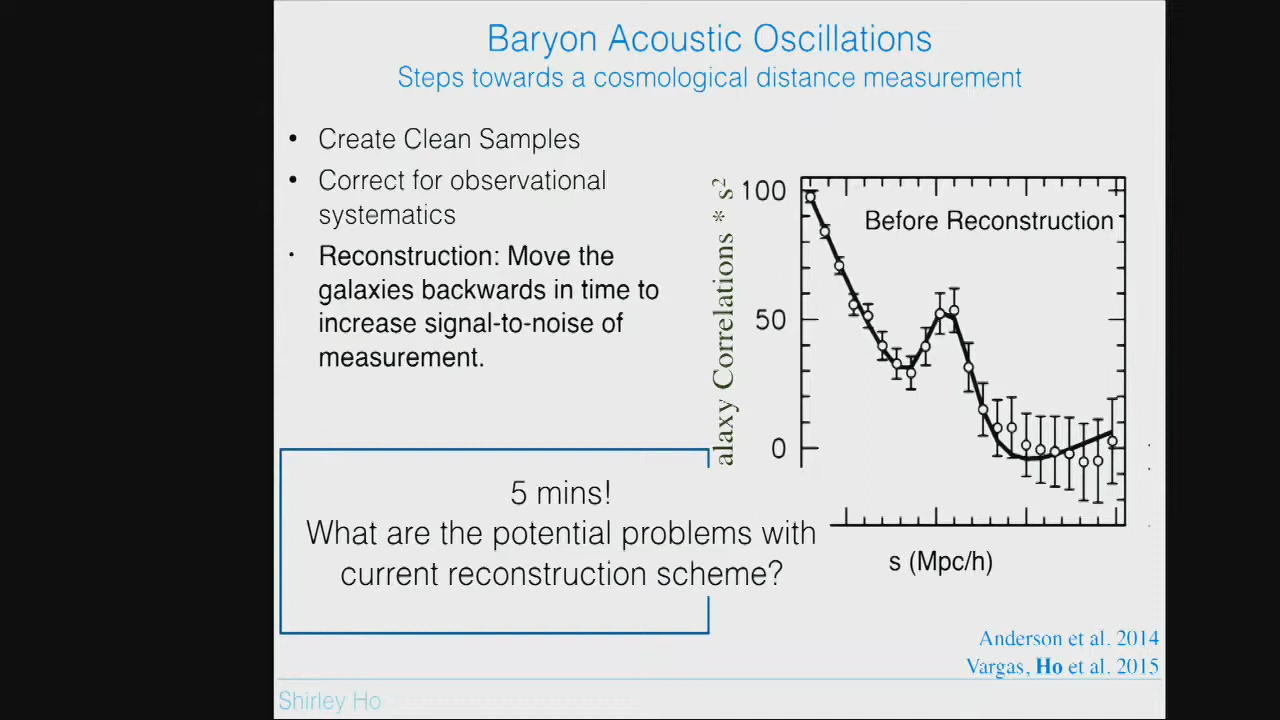 Baryon Acoustic Oscillations
Steps towards a cosmological distance measurement
• Create Clean Samples
• Correct for observational
systematics
• Reconstruction: Move the
galaxies backwards in time to
increase signal-to-noise of
measurement.
5 mins!
What are the potential problems with
current reconstruction scheme?
alaxy Correlations * s²
100
50
0
Before Reconstruction
s (Mpc/h)
Anderson et al. 2014
Vargas, Ho et al. 2015
Shirley Ho